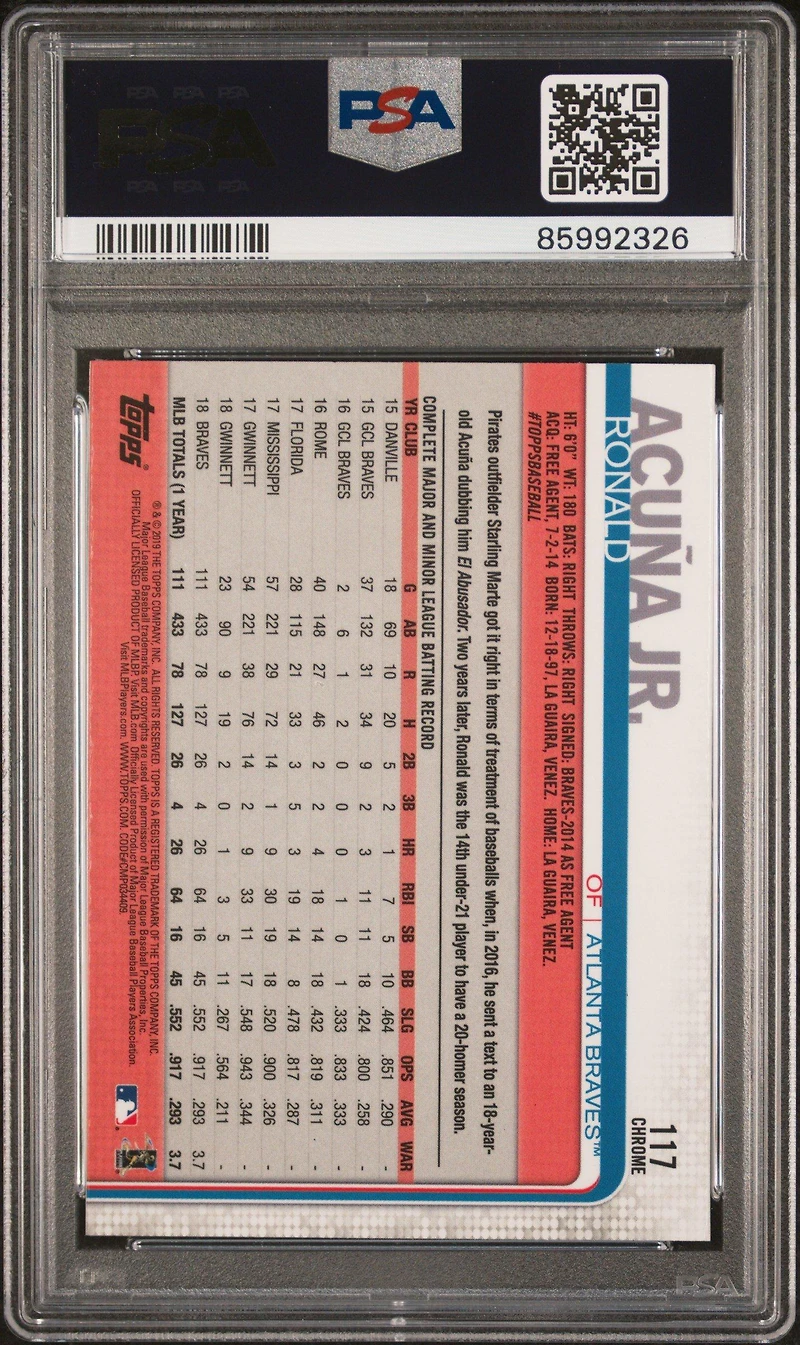 PSA PSA PSA
PSA
PSA PSA PSA
PSA
85992326
117
CHROME
ACUÑA JR.
RONALD
OF | ATLANTA BRAVES™
HT: 6'0" WT: 180 BATS: RIGHT THROWS: RIGHT SIGNED: BRAVES-2014 AS FREE AGENT
ACQ: FREE AGENT, 7-2-14 BORN: 12-18-97, LA GUAIRA, VENEZ. HOME: LA GUAIRA, VENEZ.
#TOPPSBASEBALL
Pirates outfielder Starling Marte got it right in terms of treatment of baseballs when, in 2016, he sent a text to an 18-year-
old Acuña dubbing him El Abusador. Two years later, Ronald was the 14th under-21 player to have a 20-homer season.
COMPLETE MAJOR AND MINOR LEAGUE BATTING RECORD
YR CLUB G AB R H 2B 3B HR RBI SB BB SLG OPS AVG WAR
15 DANVILLE 18 69 10 20 5 2 1 7 5 10 .464 .851 .290 -
15 GCL BRAVES 37 132 31 34 9 2 3 11 11 18 .424 .800 .258 -
16 GCL BRAVES 2 6 1 2 0 0 0 1 0 1 .333 .833 .333 -
16 ROME 40 148 27 46 2 2 4 18 14 18 .432 .819 .311 -
17 FLORIDA 28 115 21 33 3 5 3 19 14 8 .478 .817 .287 -
17 MISSISSIPPI 57 221 29 72 14 1 9 30 19 18 .520 .900 .326 -
17 GWINNETT 54 221 38 76 14 2 9 33 11 17 .548 .943 .344 -
18 GWINNETT 23 90 9 19 2 0 1 3 5 11 .267 .564 .211 -
18 BRAVES 111 433 78 127 26 4 26 64 16 45 .552 .917 .293 3.7
MLB TOTALS (1 YEAR) 111 433 78 127 26 4 26 64 16 45 .552 .917 .293 3.7
topps®
® & © 2019 THE TOPPS COMPANY, INC. ALL RIGHTS RESERVED. TOPPS IS A REGISTERED TRADEMARK OF THE TOPPS COMPANY, INC.
Major League Baseball trademarks and copyrights are used with permission of Major League Baseball Properties, Inc.
OFFICIALLY LICENSED PRODUCT OF MLBP. Visit MLB.com Officially Licensed Product of Major League Baseball Players Association.
Visit MLBPlayers.com. WWW.TOPPS.COM. CODE#CMP034409
PSA